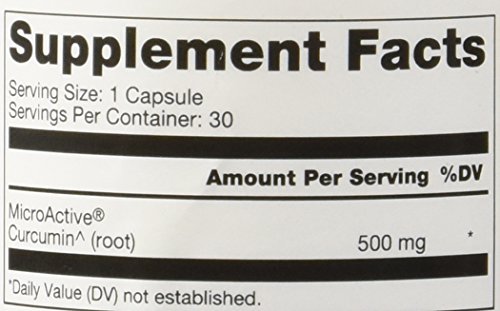 Supplement Facts
Serving Size: 1 Capsule
Servings Per Container: 30
Amount Per Serving %DV
MicroActive®
Curcumin^ (root) 500 mg *
*Daily Value (DV) not established.